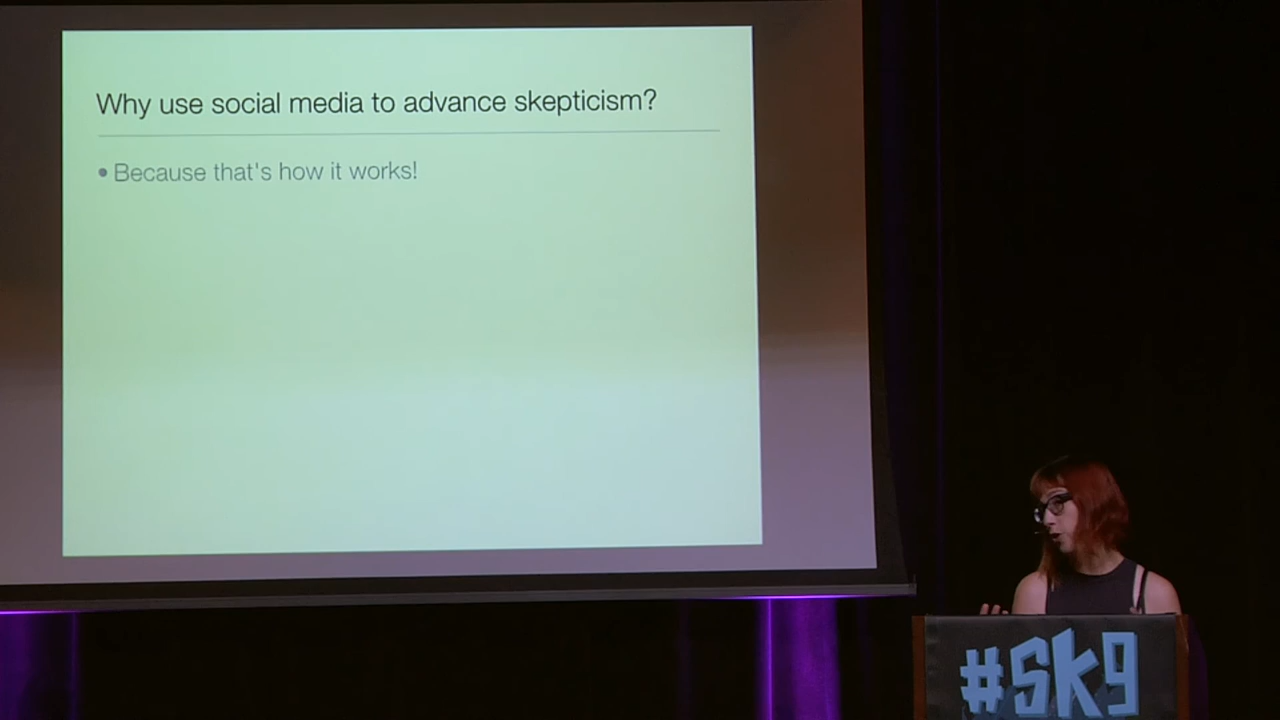 Why use social media to advance skepticism?
• Because that's how it works!
#SK9